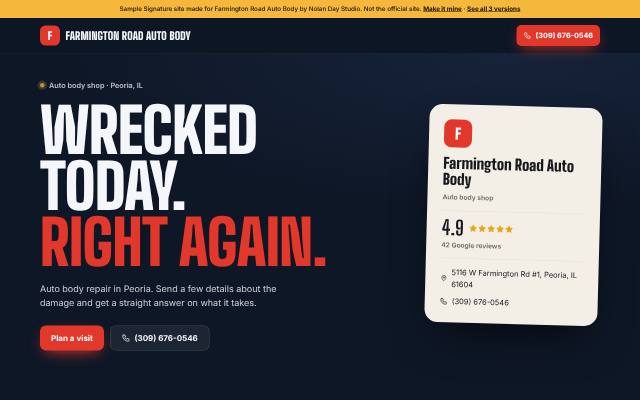 Sample Signature site made for Farmington Road Auto Body by Nolan Day Studio. Not the official site. Make it mine · See all 3 versions
F FARMINGTON ROAD AUTO BODY
(309) 676-0546
Auto body shop · Peoria, IL
WRECKED
TODAY.
RIGHT AGAIN.
Auto body repair in Peoria. Send a few details about the
damage and get a straight answer on what it takes.
Plan a visit
(309) 676-0546
F
Farmington Road Auto
Body
Auto body shop
4.9
42 Google reviews
5116 W Farmington Rd #1, Peoria, IL
61604
(309) 676-0546